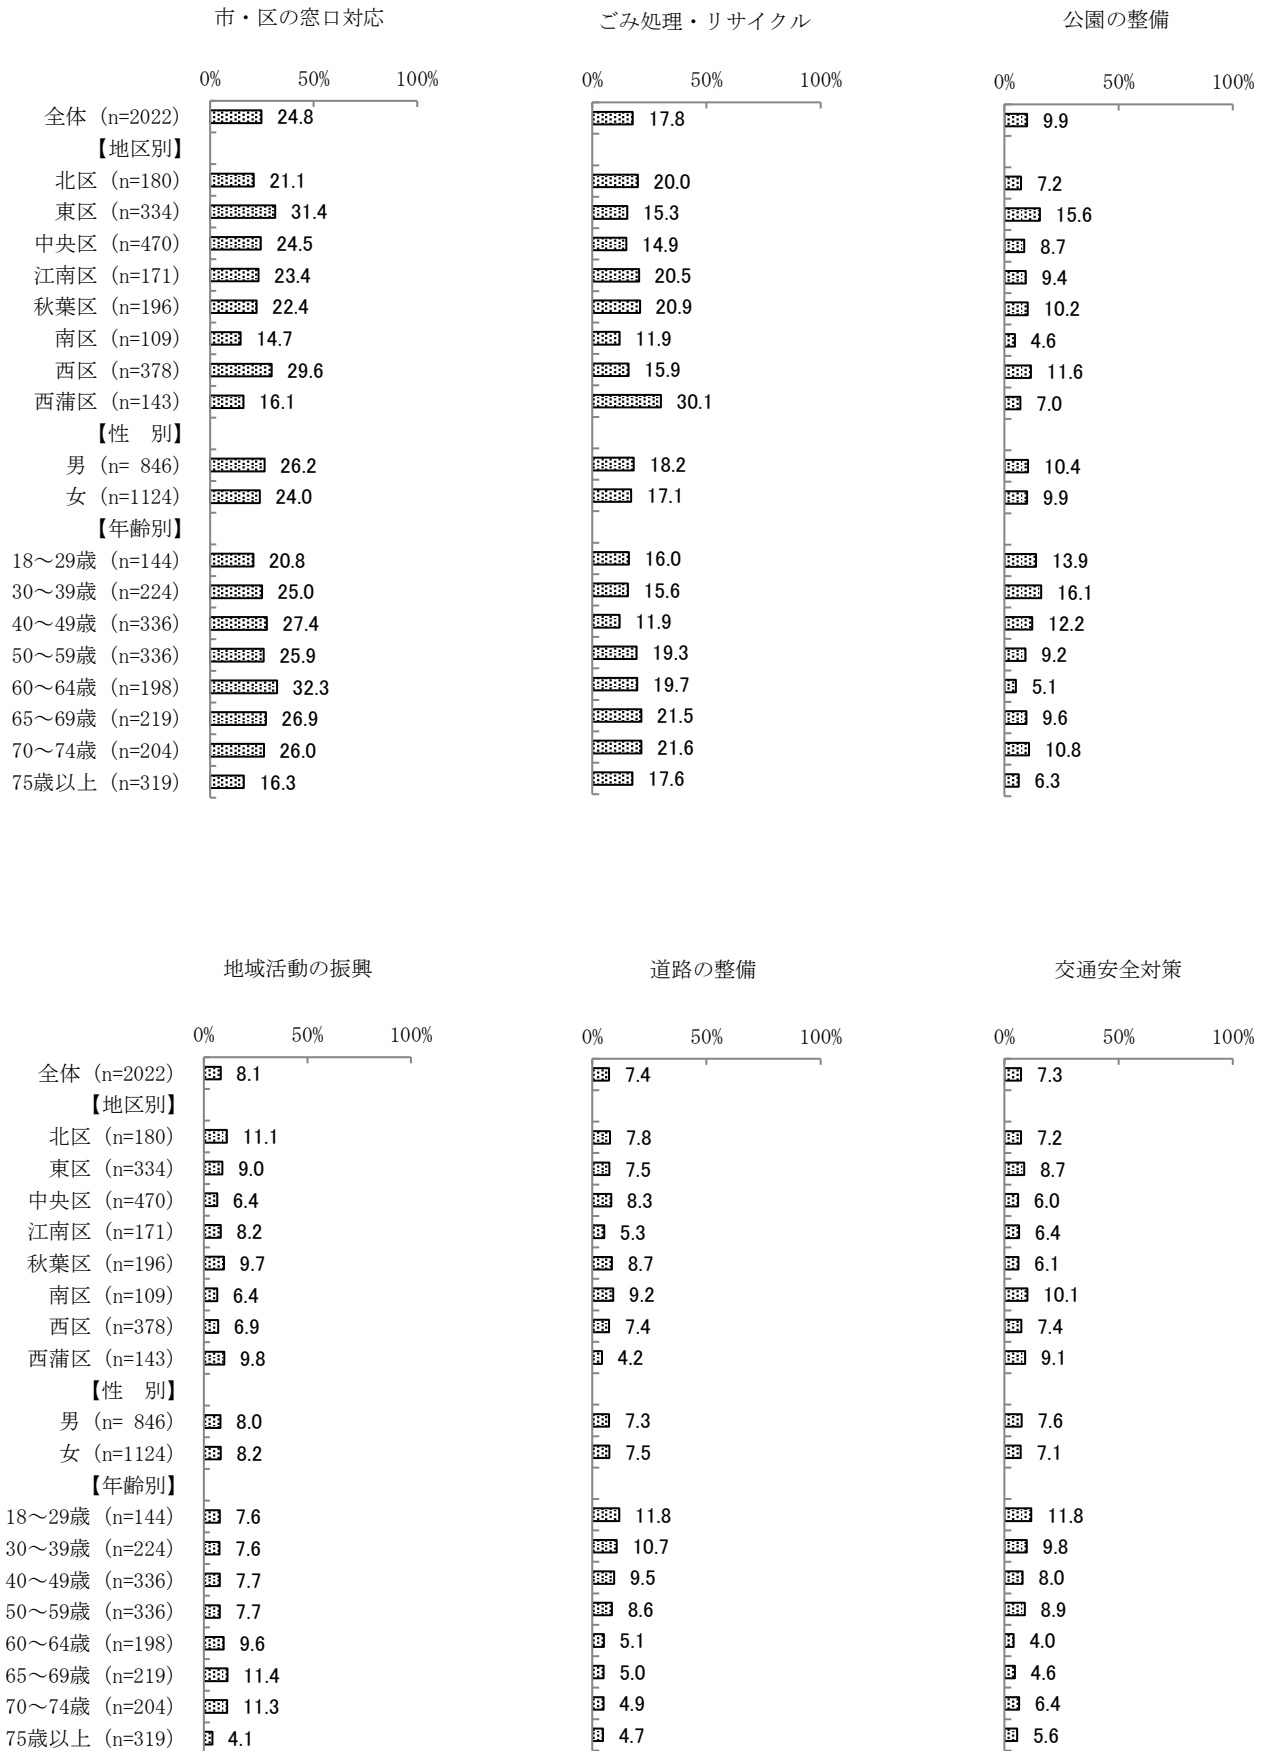 市・区の窓口対応　ごみ処理・リサイクル　公園の整備
0%　50%　100%　0%　50%　100%　0%　50%　100%
全体 (n=2022)　24.8　17.8　9.9
【地区別】
北区 (n=180)　21.1　20.0　7.2
東区 (n=334)　31.4　15.3　15.6
中央区 (n=470)　24.5　14.9　8.7
江南区 (n=171)　23.4　20.5　9.4
秋葉区 (n=196)　22.4　20.9　10.2
南区 (n=109)　14.7　11.9　4.6
西区 (n=378)　29.6　15.9　11.6
西蒲区 (n=143)　16.1　30.1　7.0
【性　別】
男 (n= 846)　26.2　18.2　10.4
女 (n=1124)　24.0　17.1　9.9
【年齢別】
18～29歳 (n=144)　20.8　16.0　13.9
30～39歳 (n=224)　25.0　15.6　16.1
40～49歳 (n=336)　27.4　11.9　12.2
50～59歳 (n=336)　25.9　19.3　9.2
60～64歳 (n=198)　32.3　19.7　5.1
65～69歳 (n=219)　26.9　21.5　9.6
70～74歳 (n=204)　26.0　21.6　10.8
75歳以上 (n=319)　16.3　17.6　6.3
地域活動の振興　道路の整備　交通安全対策
0%　50%　100%　0%　50%　100%　0%　50%　100%
全体 (n=2022)　8.1　7.4　7.3
【地区別】
北区 (n=180)　11.1　7.8　7.2
東区 (n=334)　9.0　7.5　8.7
中央区 (n=470)　6.4　8.3　6.0
江南区 (n=171)　8.2　5.3　6.4
秋葉区 (n=196)　9.7　8.7　6.1
南区 (n=109)　6.4　9.2　10.1
西区 (n=378)　6.9　7.4　7.4
西蒲区 (n=143)　9.8　4.2　9.1
【性　別】
男 (n= 846)　8.0　7.3　7.6
女 (n=1124)　8.2　7.5　7.1
【年齢別】
18～29歳 (n=144)　7.6　11.8　11.8
30～39歳 (n=224)　7.6　10.7　9.8
40～49歳 (n=336)　7.7　9.5　8.0
50～59歳 (n=336)　7.7　8.6　8.9
60～64歳 (n=198)　9.6　5.1　4.0
65～69歳 (n=219)　11.4　5.0　4.6
70～74歳 (n=204)　11.3　4.9　6.4
75歳以上 (n=319)　4.1　4.7　5.6